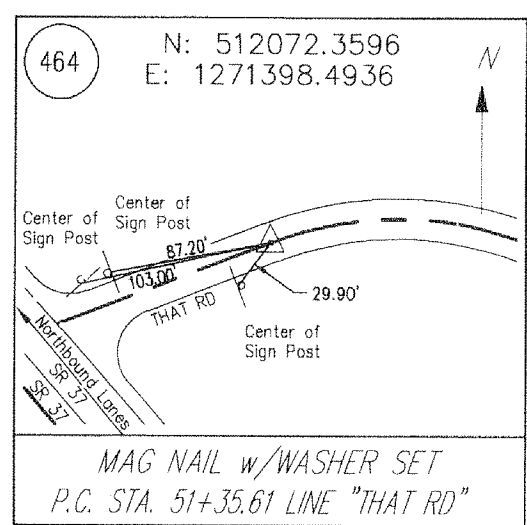 464
N: 512072.3596
E: 1271398.4936
N
Center of
Sign Post
Center of
Sign Post
87.20'
103.00'
29.90'
THAT RD
Center of
Sign Post
Northbound Lanes
SR 37
SR 37
MAG NAIL w/WASHER SET
P.C. STA. 51+35.61 LINE "THAT RD"